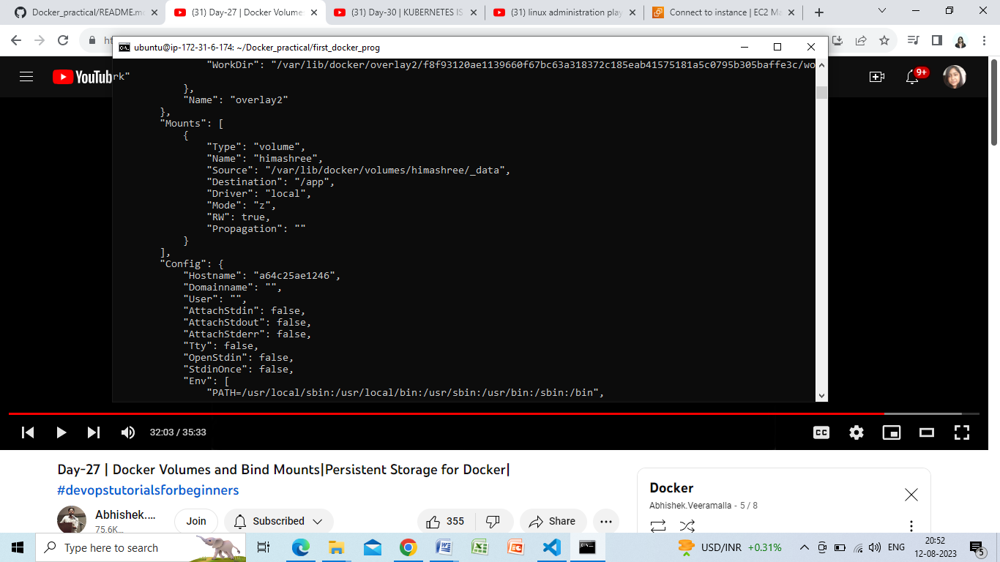 Docker_practical/README.m
(31) Day-27 | Docker Volume
(31) Day-30 | KUBERNETES IS
(31) linux administration play
Connect to instance | EC2 Ma
ubuntu@ip-172-31-6-174: ~/Docker_practical/first_docker_prog
YouTub
9+
"WorkDir": "/var/lib/docker/overlay2/f8f93120ae1139660f67bc63a318372c185eab41575181a5c0795b305baffe3c/wo
rk"
},
"Name": "overlay2"
},
"Mounts": [
{
"Type": "volume",
"Name": "himashree",
"Source": "/var/lib/docker/volumes/himashree/_data",
"Destination": "/app",
"Driver": "local",
"Mode": "z",
"RW": true,
"Propagation": ""
}
],
"Config": {
"Hostname": "a64c25ae1246",
"Domainname": "",
"User": "",
"AttachStdin": false,
"AttachStdout": false,
"AttachStderr": false,
"Tty": false,
"OpenStdin": false,
"StdinOnce": false,
"Env": [
"PATH=/usr/local/sbin:/usr/local/bin:/usr/sbin:/usr/bin:/sbin:/bin",
32:03 / 35:33
CC
Day-27 | Docker Volumes and Bind Mounts|Persistent Storage for Docker|
#devopstutorialsforbeginners
Abhishek....
75.6K...
Join
Subscribed
355
Share
Docker
Abhishek.Veeramalla - 5 / 8
Type here to search
USD/INR +0.31%
ENG
20:52
12-08-2023
5